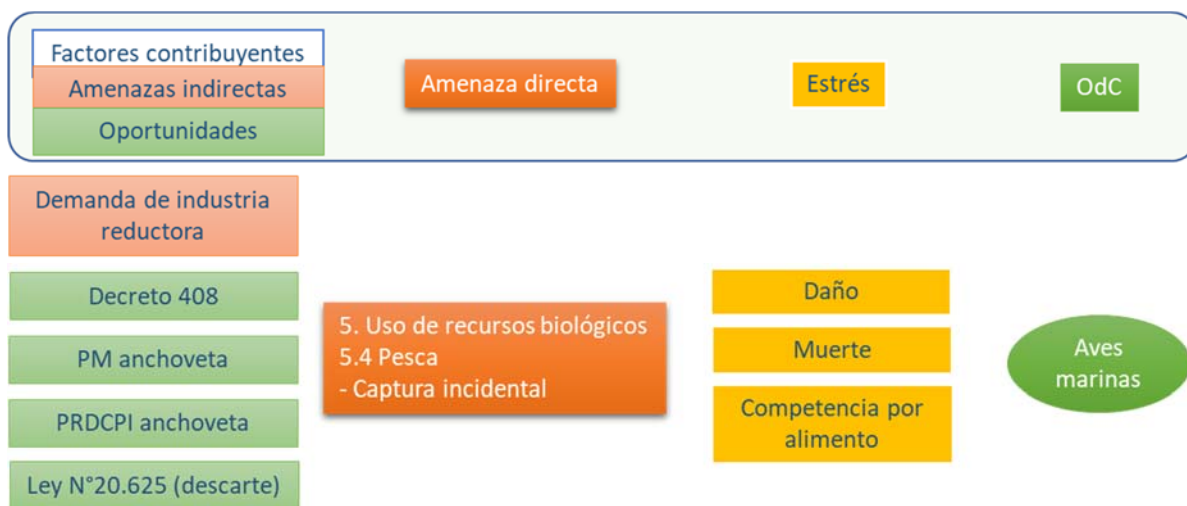 Factores contribuyentes
Amenazas indirectas
Oportunidades
Amenaza directa
Estrés
OdC
Demanda de industria
reductora
Decreto 408
PM anchoveta
PRDCPI anchoveta
Ley N°20.625 (descarte)
5. Uso de recursos biológicos
5.4 Pesca
- Captura incidental
Daño
Muerte
Competencia por
alimento
Aves
marinas